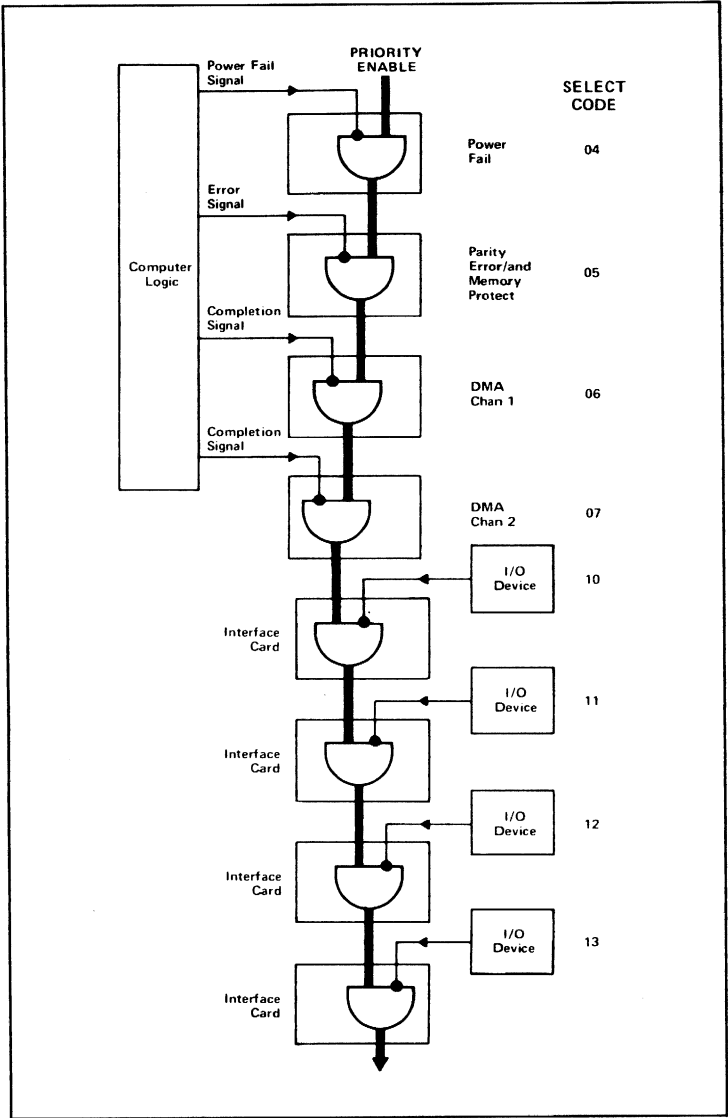 PRIORITY
ENABLE
Power Fail
Signal
SELECT
CODE
Power
Fail
04
Error
Signal
Computer
Logic
Parity
Error/and
Memory
Protect
05
Completion
Signal
DMA
Chan 1
06
Completion
Signal
DMA
Chan 2
07
I/O
Device
10
Interface
Card
I/O
Device
11
Interface
Card
I/O
Device
12
Interface
Card
I/O
Device
13
Interface
Card